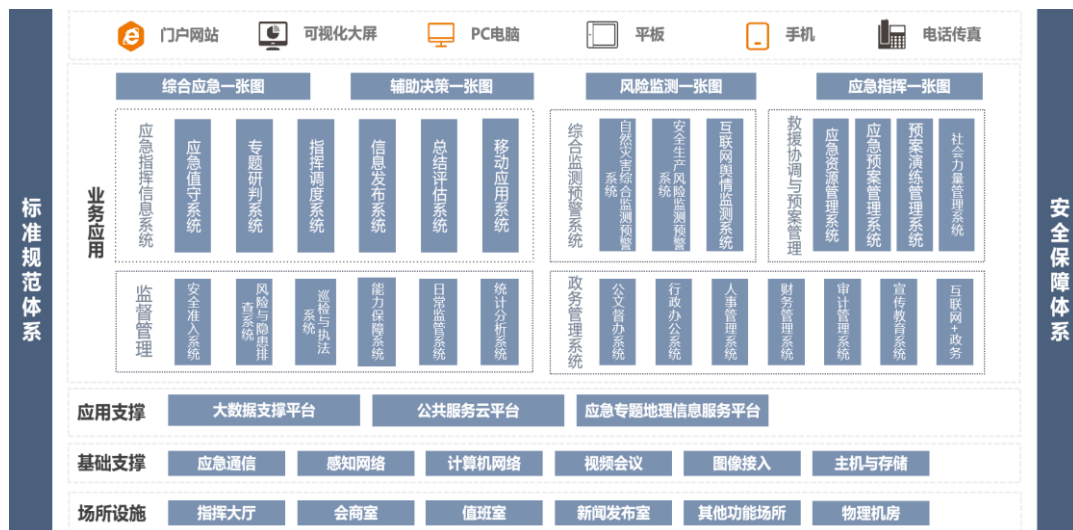 门户网站
可视化大屏
PC电脑
平板
手机
电话传真
标准规范体系
业务应用
综合应急一张图
辅助决策一张图
风险监测一张图
应急指挥一张图
应急指挥信息系统
应急值守系统
专题研判系统
指挥调度系统
信息发布系统
总结评估系统
移动应用系统
综合监测预警系统
自然灾害综合监测预警
系统
安全生产风险监测预警
系统
互联网舆情监测系统
救援协调与预案管理
应急资源管理系统
应急预案管理系统
预案演练管理系统
社会力量管理系统
监督管理
安全准入系统
风险与隐患排
查系统
巡检与执法
系统
能力保障系统
日常监管系统
统计分析系统
政务管理系统
公文督办系统
行政办公系统
人事管理系统
财务管理系统
审计管理系统
宣传教育系统
互联网+政务
应用支撑
大数据支撑平台
公共服务云平台
应急专题地理信息服务平台
基础支撑
应急通信
感知网络
计算机网络
视频会议
图像接入
主机与存储
场所设施
指挥大厅
会商室
值班室
新闻发布室
其他功能场所
物理机房
安全保障体系